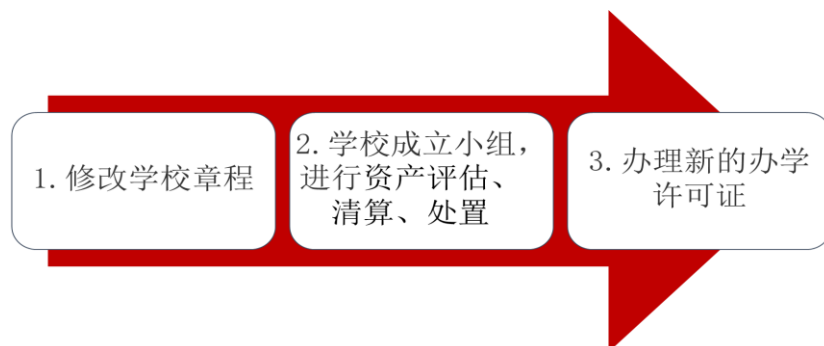 1.修改学校章程
2.学校成立小组，
进行资产评估、
清算、处置
3.办理新的办学
许可证